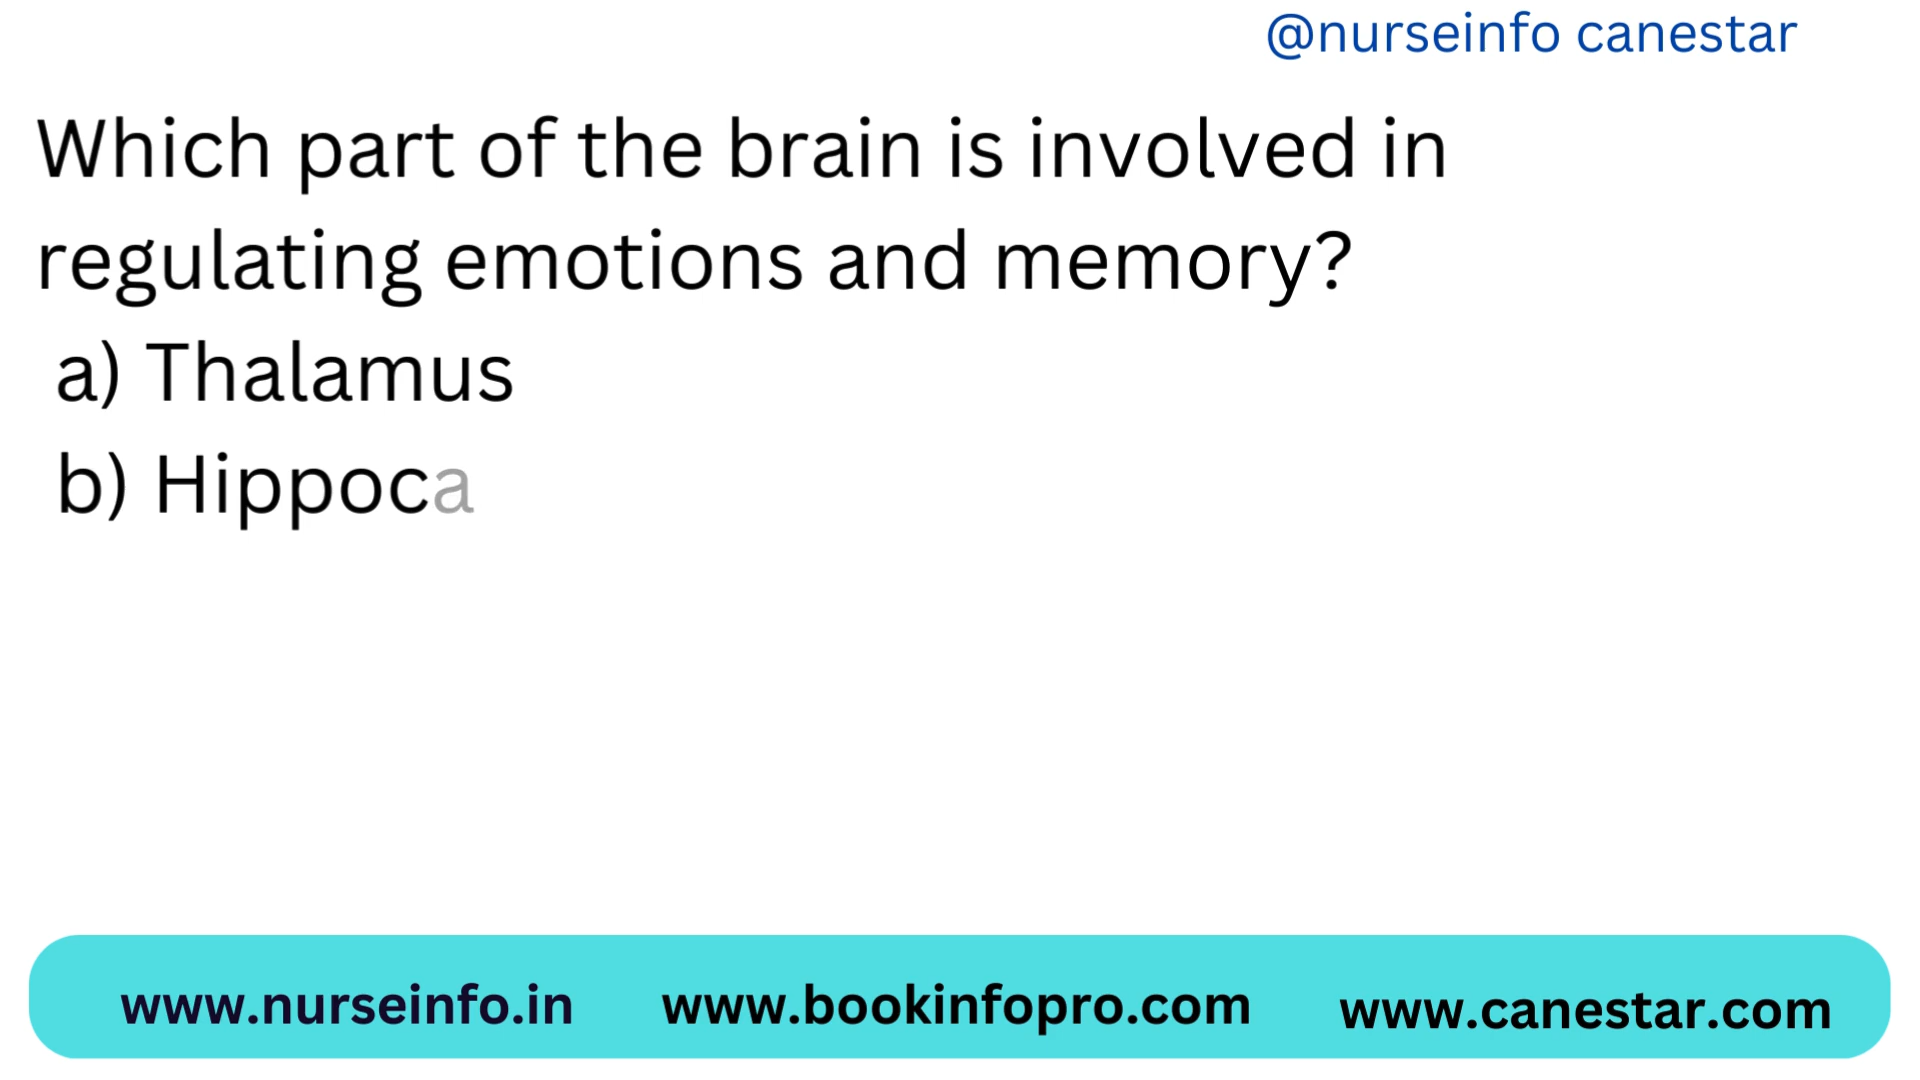 @nurseinfo canestar
Which part of the brain is involved in
regulating emotions and memory?
a) Thalamus
b) Hippoca
www.nurseinfo.in www.bookinfopro.com www.canestar.com